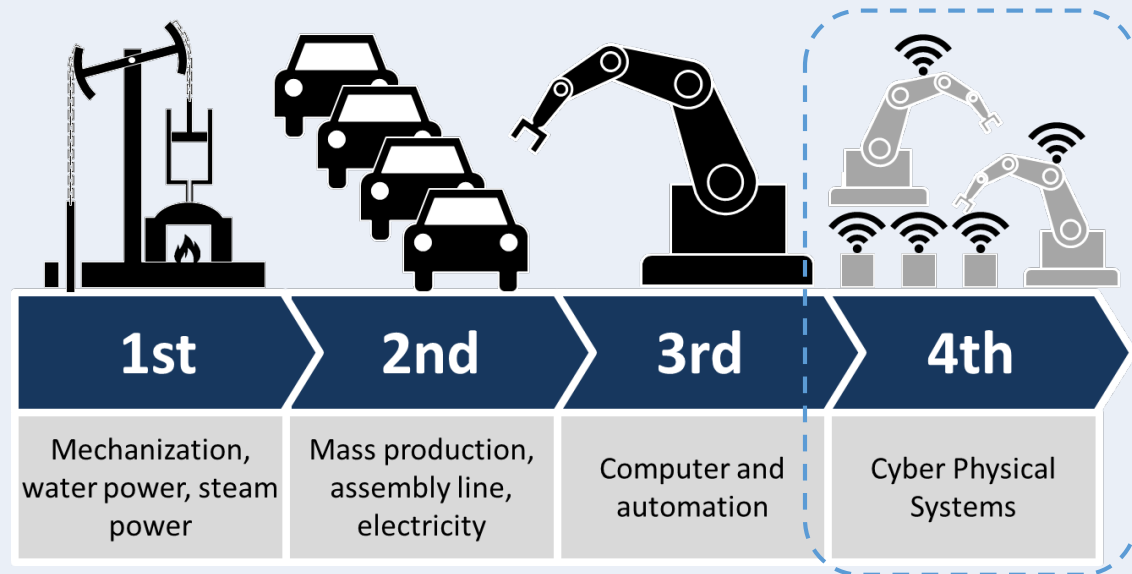 1st
2nd
3rd
4th
Mechanization,
water power, steam
power
Mass production,
assembly line,
electricity
Computer and
automation
Cyber Physical
Systems